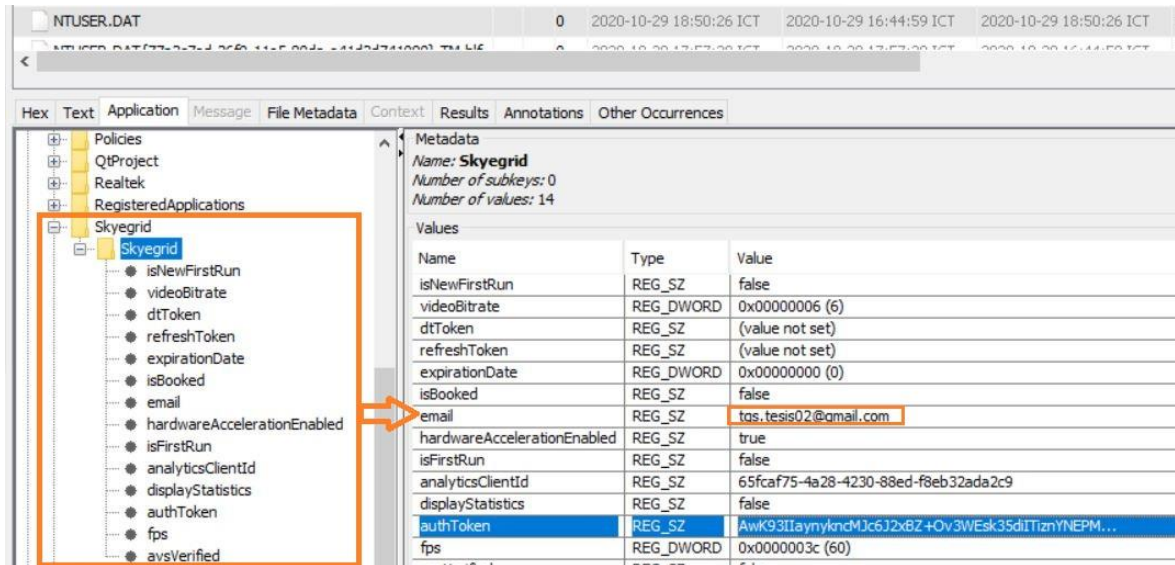 NTUSER.DAT 0 2020-10-29 18:50:26 ICT 2020-10-29 16:44:59 ICT 2020-10-29 18:50:26 ICT
Hex Text Application Message File Metadata Context Results Annotations Other Occurrences
Policies
QtProject
Realtek
RegisteredApplications
Skyegrid
Skyegrid
isNewFirstRun
videoBitrate
dtToken
refreshToken
expirationDate
isBooked
email
hardwareAccelerationEnabled
isFirstRun
analyticsClientId
displayStatistics
authToken
fps
avsVerified
Metadata
Name: Skyegrid
Number of subkeys: 0
Number of values: 14
Values
Name Type Value
isNewFirstRun REG_SZ false
videoBitrate REG_DWORD 0x00000006 (6)
dtToken REG_SZ (value not set)
refreshToken REG_SZ (value not set)
expirationDate REG_DWORD 0x00000000 (0)
isBooked REG_SZ false
email REG_SZ tgs.tesis02@gmail.com
hardwareAccelerationEnabled REG_SZ true
isFirstRun REG_SZ false
analyticsClientId REG_SZ 65fcaf75-4a28-4230-88ed-f8eb32ada2c9
displayStatistics REG_SZ false
authToken REG_SZ AwK93IIaynykncMJc6J2xBZ+Ov3WEsk35diITiznYNEPM...
fps REG_DWORD 0x0000003c (60)